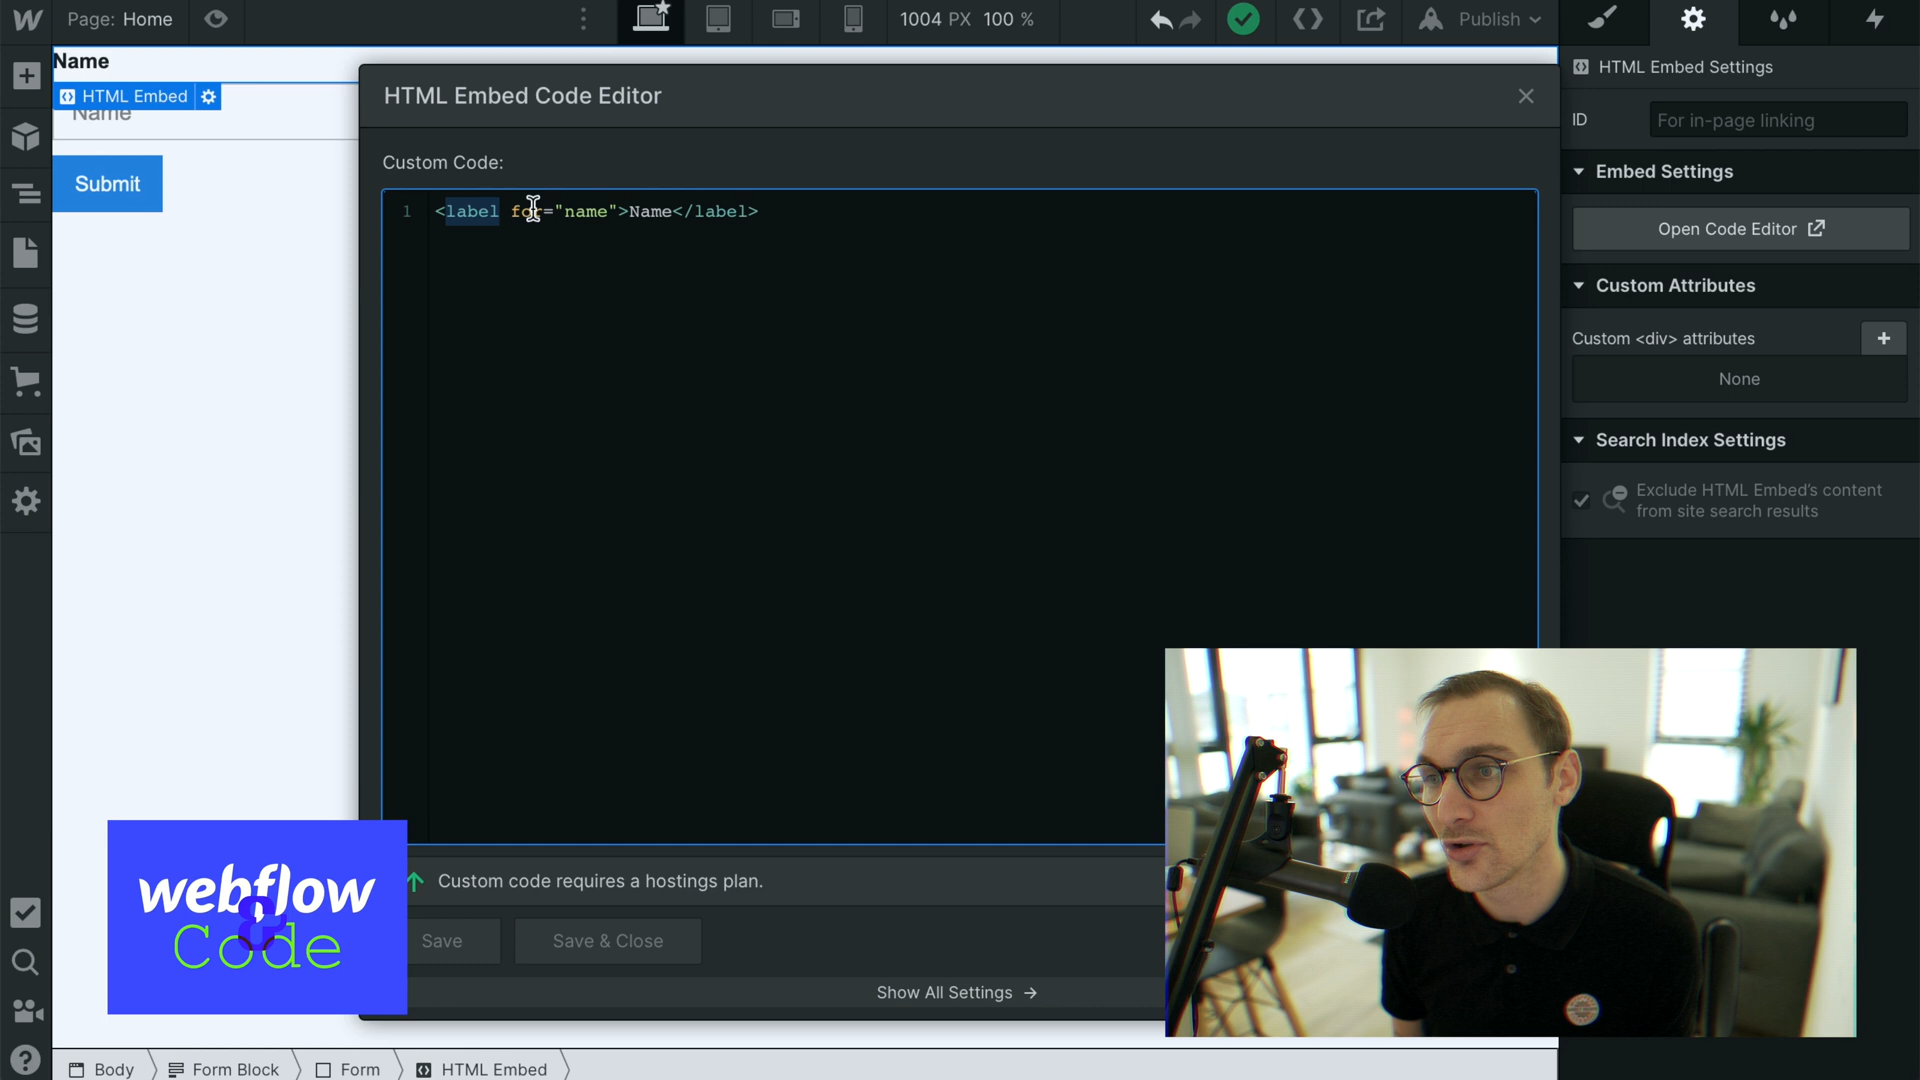 Page: Home
1004 PX 100 %
Publish
Name
HTML Embed
Name
Submit
HTML Embed Code Editor
Custom Code:
1
<label for="name">Name</label>
Custom code requires a hostings plan.
Save
Save & Close
Show All Settings →
HTML Embed Settings
ID
For in-page linking
Embed Settings
Open Code Editor
Custom Attributes
Custom <div> attributes
None
Search Index Settings
Exclude HTML Embed's content
from site search results
webflow
&
Code
Body
Form Block
Form
HTML Embed